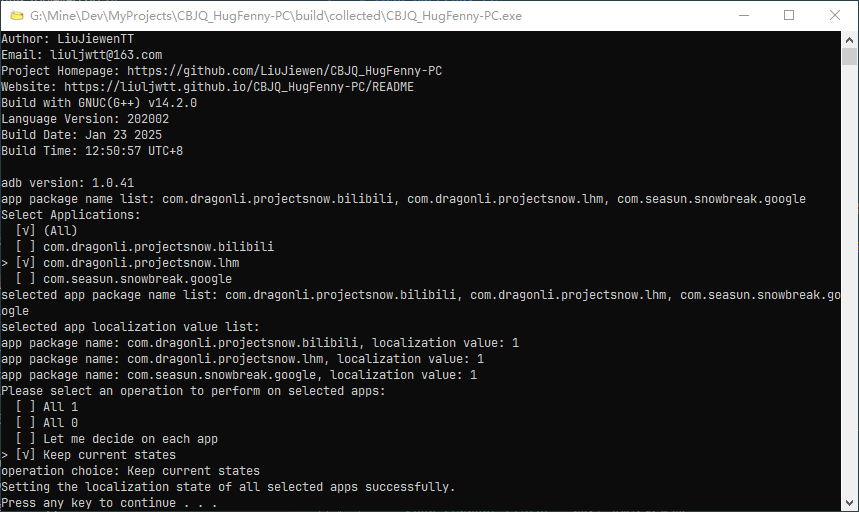 G:\Mine\Dev\MyProjects\CBJQ_HugFenny-PC\build\collected\CBJQ_HugFenny-PC.exe
Author: LiuJiewenTT
Email: liuljwtt@163.com
Project Homepage: https://github.com/LiuJiewen/CBJQ_HugFenny-PC
Website: https://liuljwtt.github.io/CBJQ_HugFenny-PC/README
Build with GNUC(G++) v14.2.0
Language Version: 202002
Build Date: Jan 23 2025
Build Time: 12:50:57 UTC+8
adb version: 1.0.41
app package name list: com.dragonli.projectsnow.bilibili, com.dragonli.projectsnow.lhm, com.seasun.snowbreak.google
Select Applications:
  [√] (All)
  [ ] com.dragonli.projectsnow.bilibili
> [√] com.dragonli.projectsnow.lhm
  [ ] com.seasun.snowbreak.google
selected app package name list: com.dragonli.projectsnow.bilibili, com.dragonli.projectsnow.lhm, com.seasun.snowbreak.go
ogle
selected app localization value list:
app package name: com.dragonli.projectsnow.bilibili, localization value: 1
app package name: com.dragonli.projectsnow.lhm, localization value: 1
app package name: com.seasun.snowbreak.google, localization value: 1
Please select an operation to perform on selected apps:
  [ ] All 1
  [ ] All 0
  [ ] Let me decide on each app
> [√] Keep current states
operation choice: Keep current states
Setting the localization state of all selected apps successfully.
Press any key to continue . . .